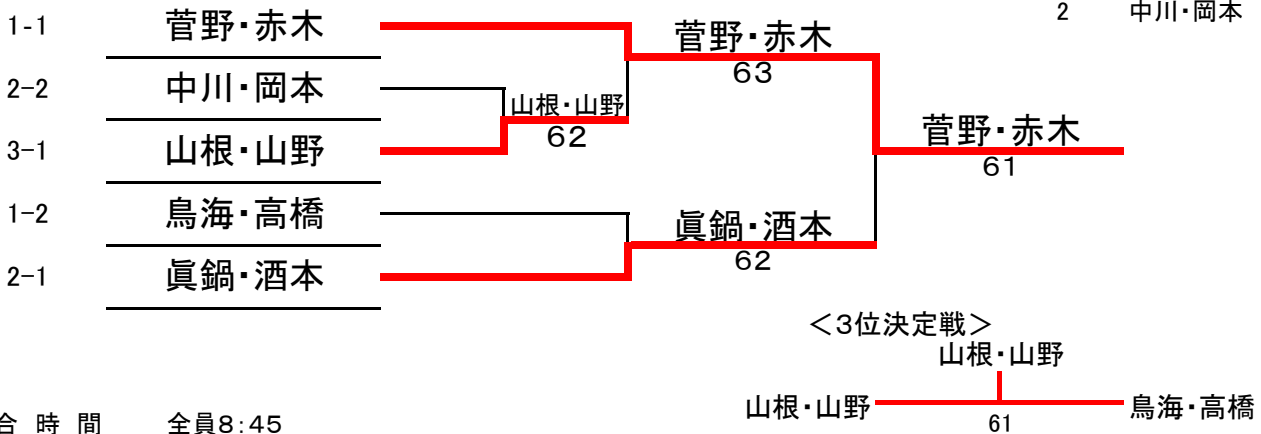 2 中川・岡本
1-1 菅野・赤木
菅野・赤木
63
2-2 中川・岡本
山根・山野
62
菅野・赤木
61
3-1 山根・山野
1-2 鳥海・高橋
眞鍋・酒本
62
2-1 眞鍋・酒本
＜3位決定戦＞
山根・山野
山根・山野 鳥海・高橋
61
合 時 間 全員8:45